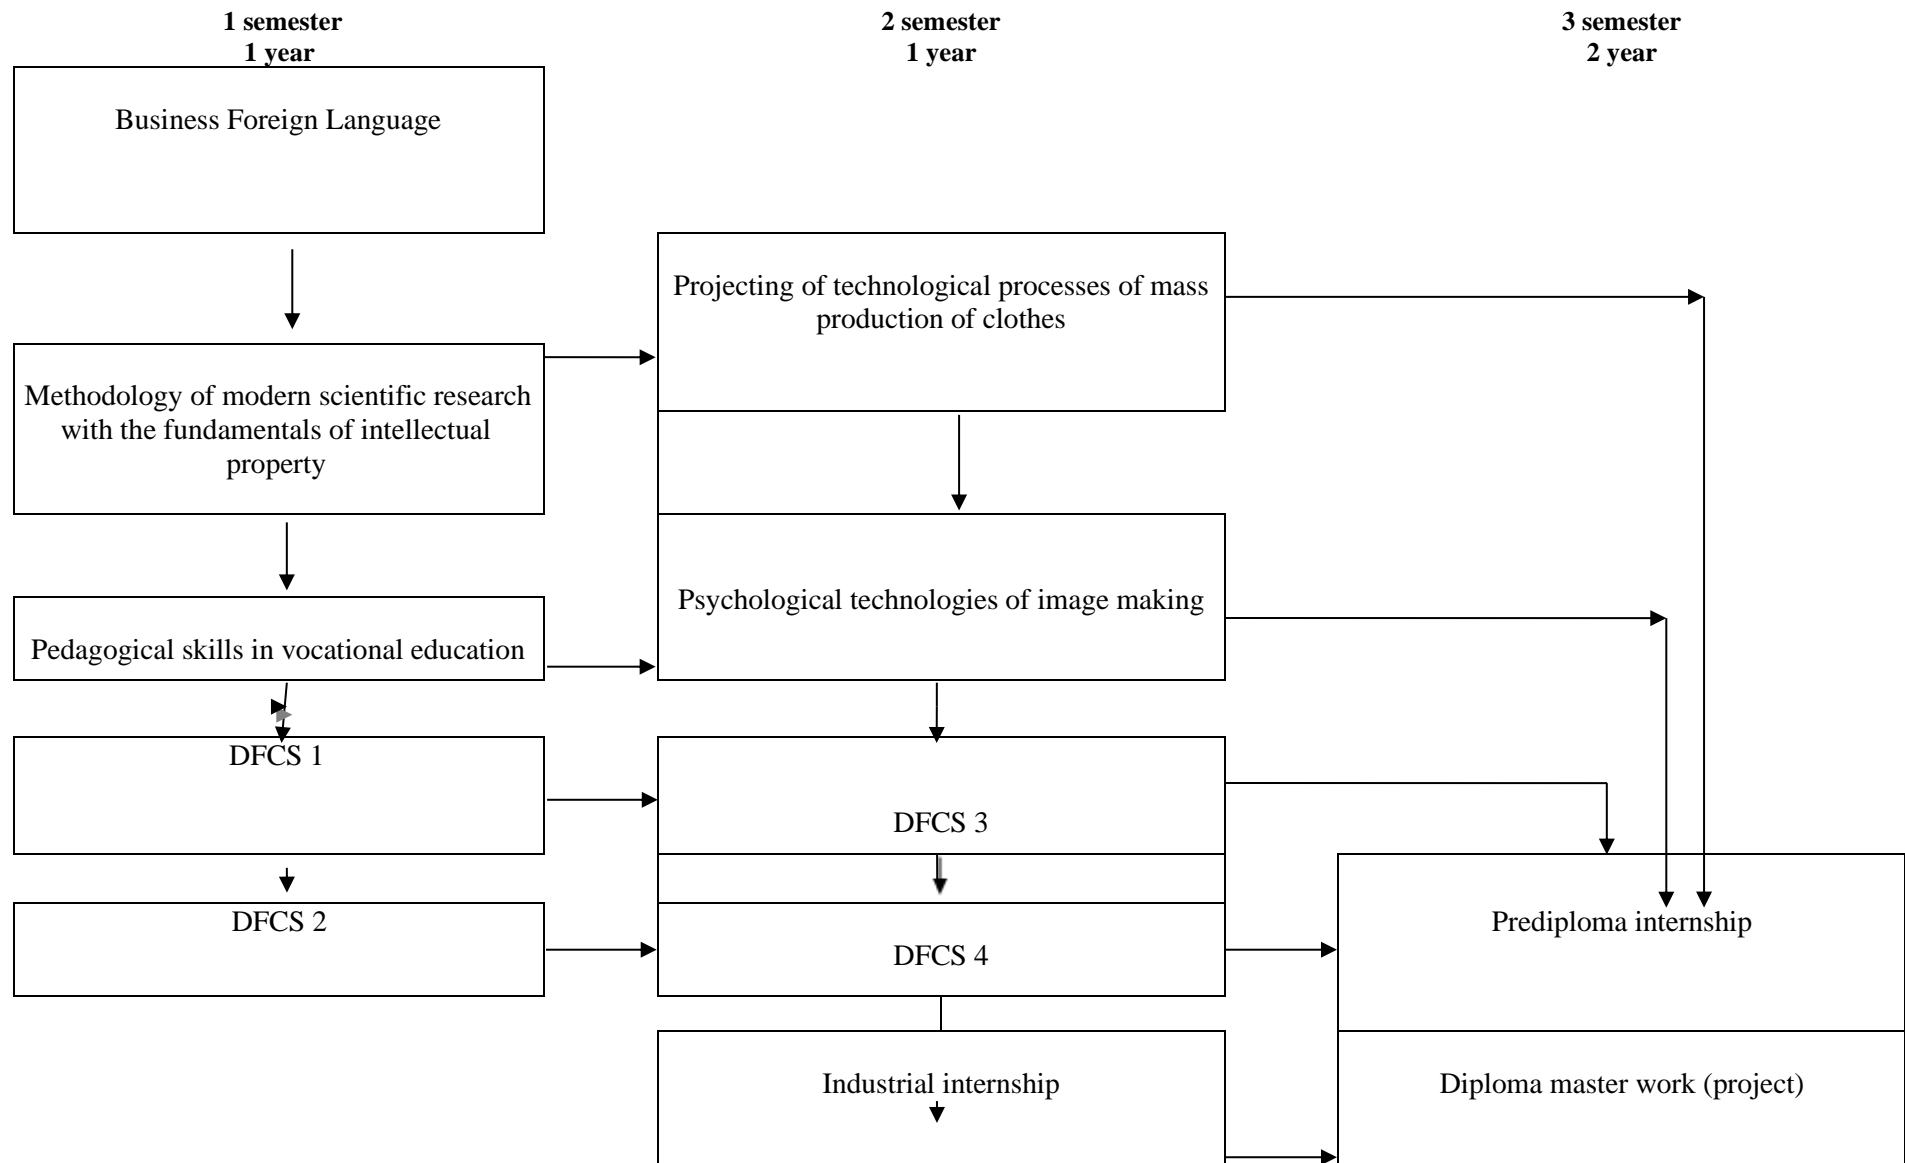 1 semester
1 year
2 semester
1 year
3 semester
2 year
Business Foreign Language
Projecting of technological processes of mass
production of clothes
Methodology of modern scientific research
with the fundamentals of intellectual
property
Psychological technologies of image making
Pedagogical skills in vocational education
DFCS 1
DFCS 3
DFCS 2
DFCS 4
Prediploma internship
Industrial internship
Diploma master work (project)